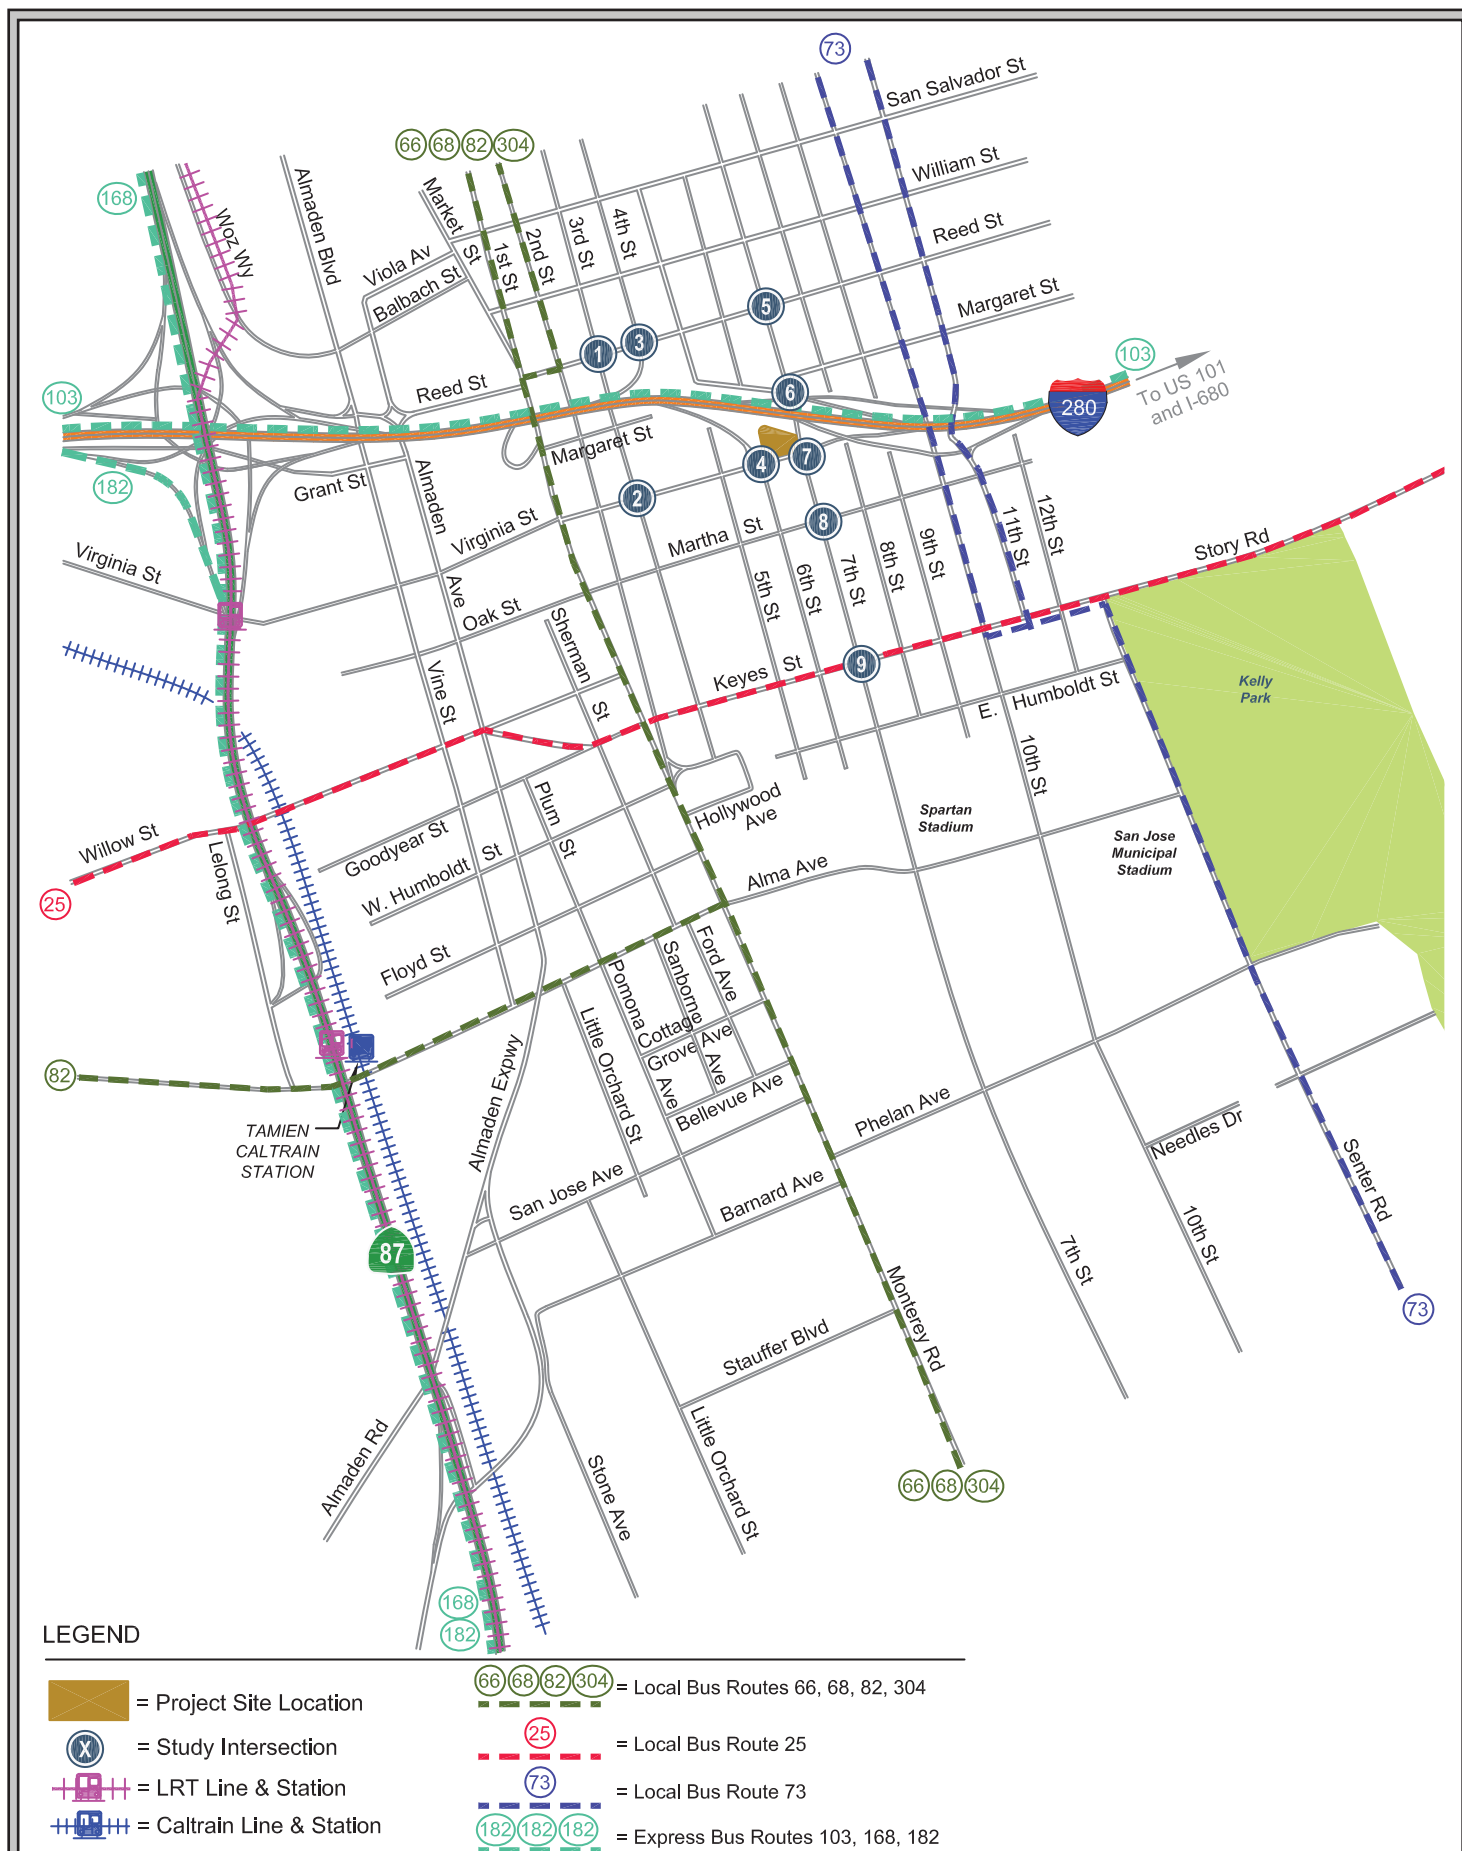 73
San Salvador St
66 68 82 304
William St
168
Almaden Blvd
Market St
Woz Wy
3rd St
4th St
Reed St
2nd St
1st St
Viola Av
Balbach St
5
Margaret St
1
3
103
Reed St
6
103
To US 101
and I-680
280
Margaret St
4
7
182
Grant St
Almaden Ave
2
8
12th St
11th St
Virginia St
Martha St
Story Rd
Virginia St
9th St
8th St
7th St
6th St
5th St
Oak St
Sherman St
9
Keyes St
Kelly
Park
Vine St
E. Humboldt St
10th St
Plum St
Hollywood
Ave
Spartan
Stadium
San Jose
Municipal
Stadium
Willow St
Goodyear St
Lelong St
W. Humboldt St
Alma Ave
25
Floyd St
Ford Ave
Sanborne Ave
Pomona Ave
Little Orchard St
Cottage
Grove Ave
82
Almaden Expwy
Bellevue Ave
Phelan Ave
TAMIEN
CALTRAIN
STATION
Needles Dr
Senter Rd
San Jose Ave
Barnard Ave
10th St
87
7th St
Monterey Rd
73
Stauffer Blvd
Almaden Rd
Little Orchard St
Stone Ave
66 68 304
168
182
LEGEND
= Project Site Location
X = Study Intersection
= LRT Line & Station
= Caltrain Line & Station
66 68 82 304 = Local Bus Routes 66, 68, 82, 304
25 = Local Bus Route 25
73 = Local Bus Route 73
182 182 182 = Express Bus Routes 103, 168, 182